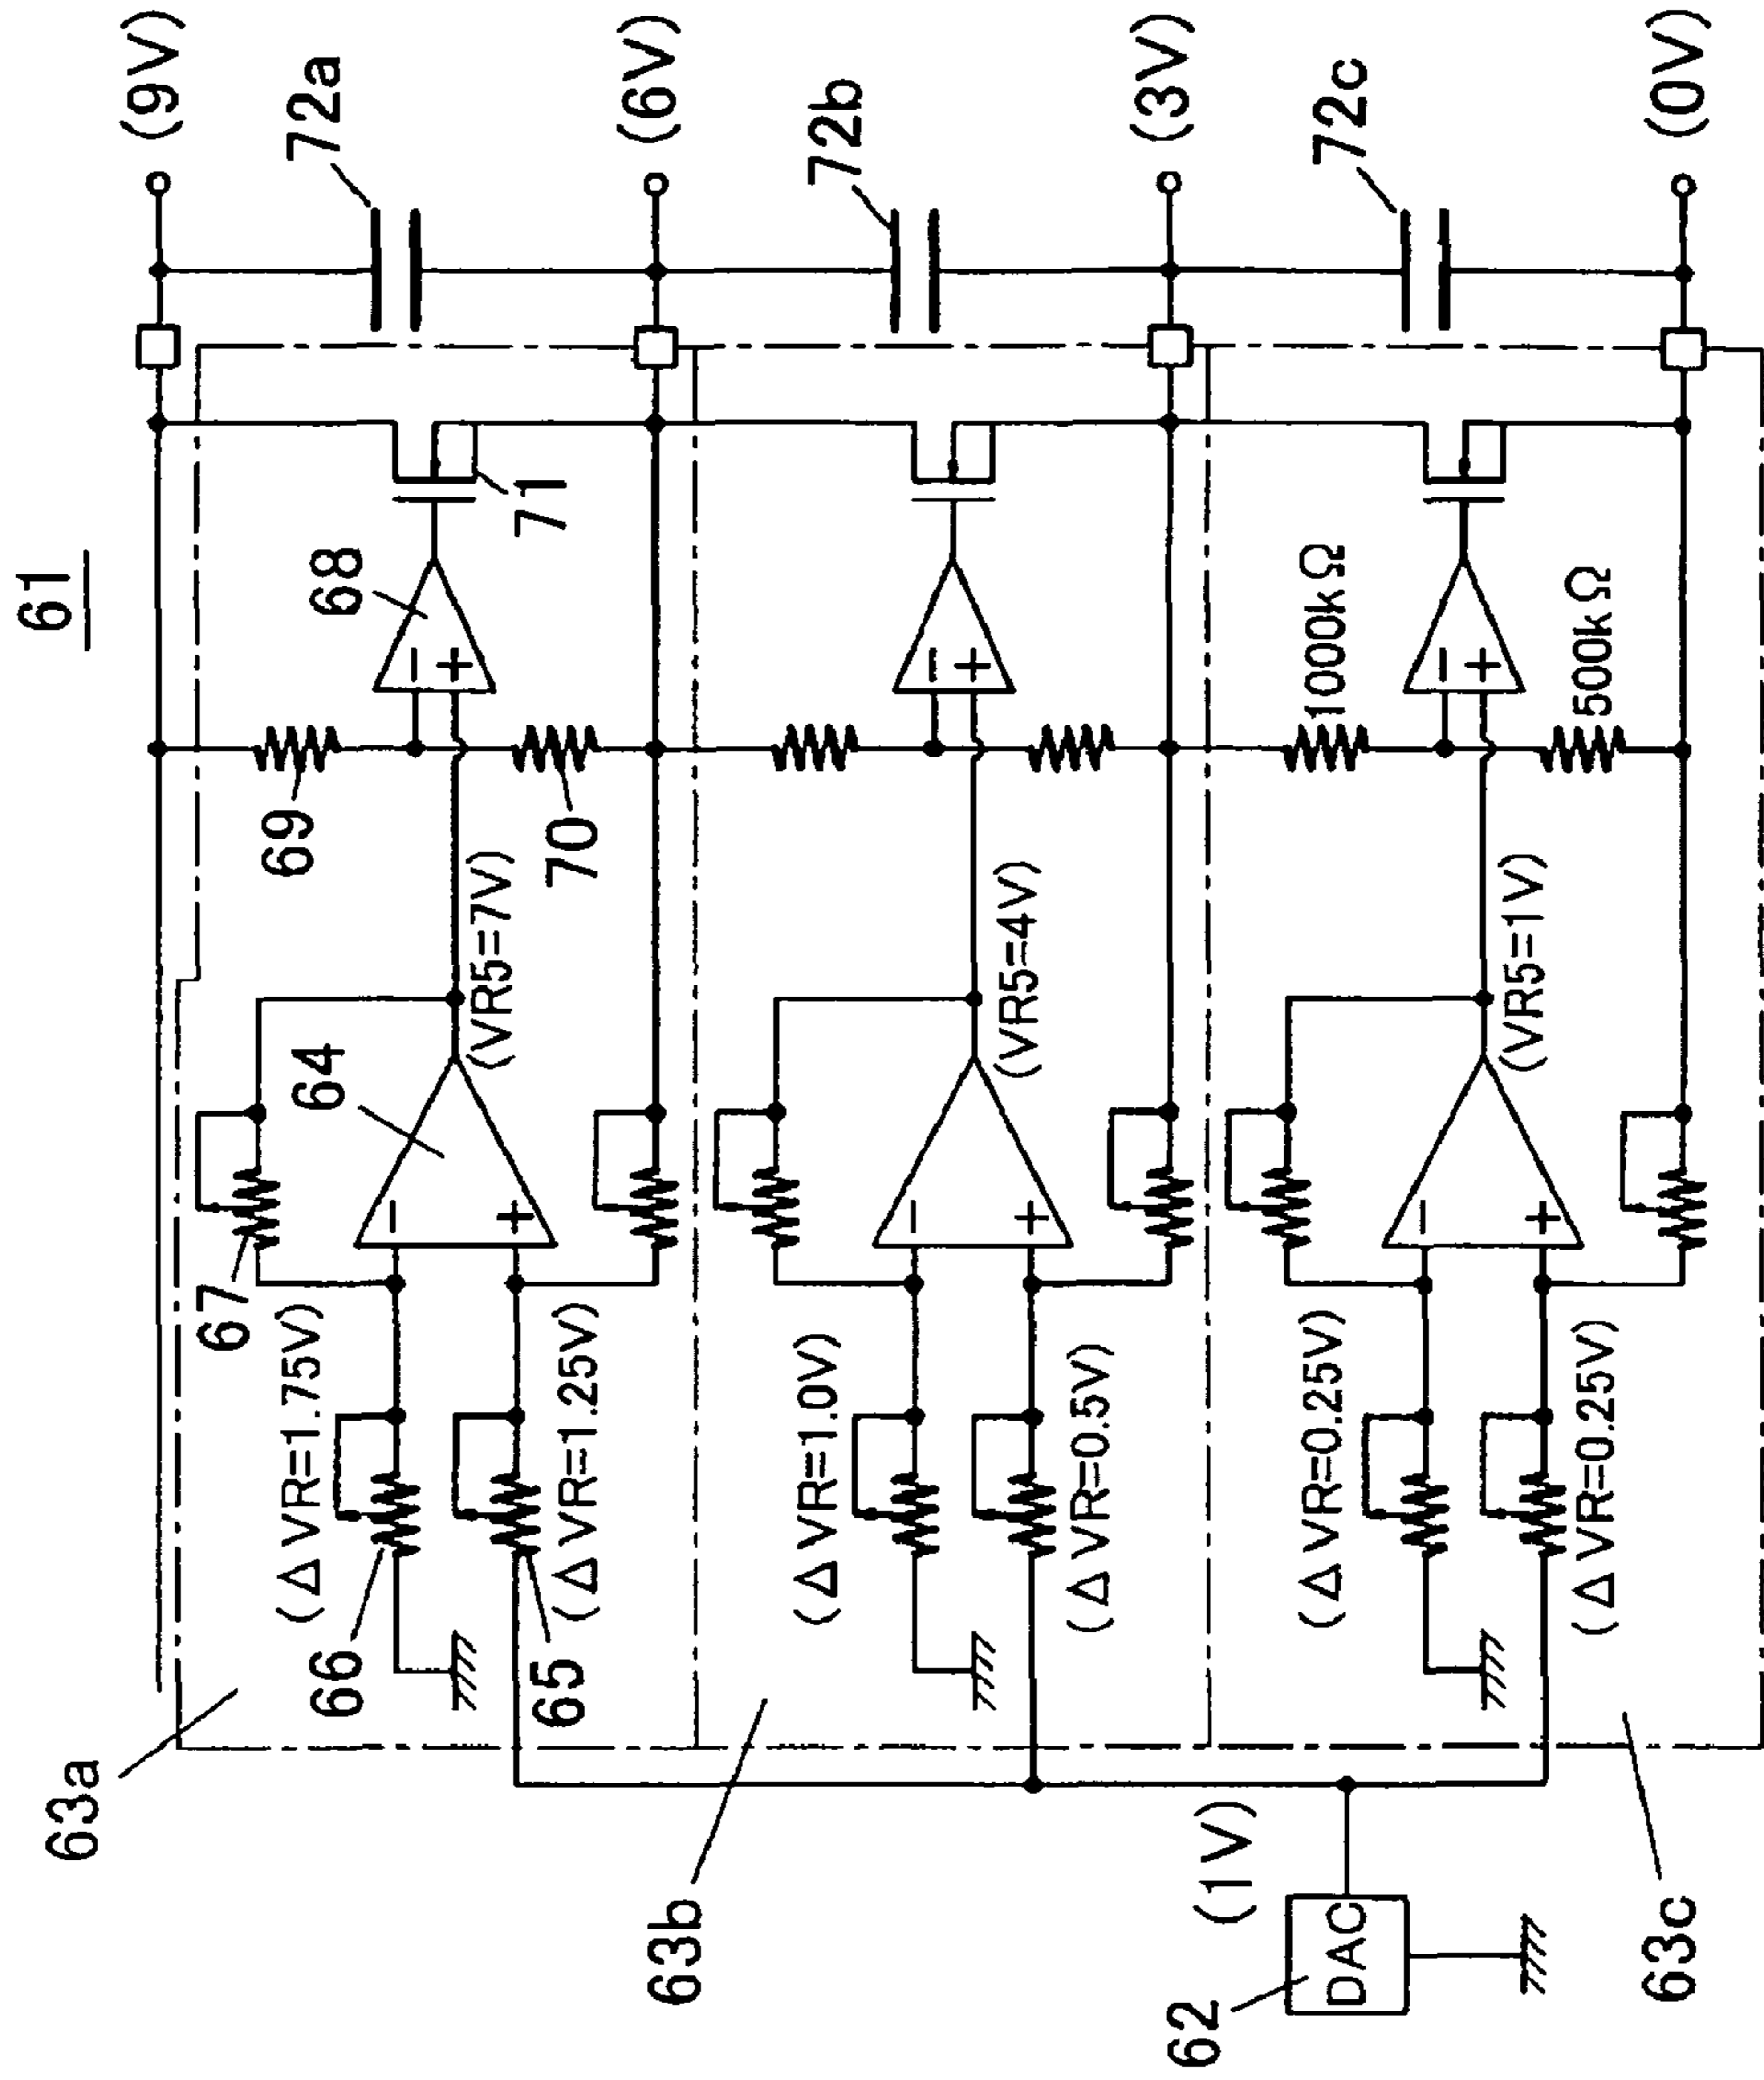 61
63a
(9V)
72a
67
(ΔVR=1.75V)
66
64
69
68
(VR5=7V)
71
70
65
(ΔVR=1.25V)
(6V)
63b
72b
(ΔVR=1.0V)
(VR5=4V)
(ΔVR=0.5V)
(3V)
(1V)
62
DAC
72c
1000kΩ
(ΔVR=0.25V)
(VR5=1V)
500kΩ
(ΔVR=0.25V)
63c
(0V)
- + - +
- + - +
- + - +